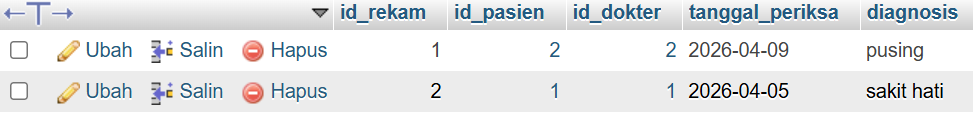 id_rekam id_pasien id_dokter tanggal_periksa diagnosis
Ubah Salin Hapus 1 2 2 2026-04-09 pusing
Ubah Salin Hapus 2 1 1 2026-04-05 sakit hati